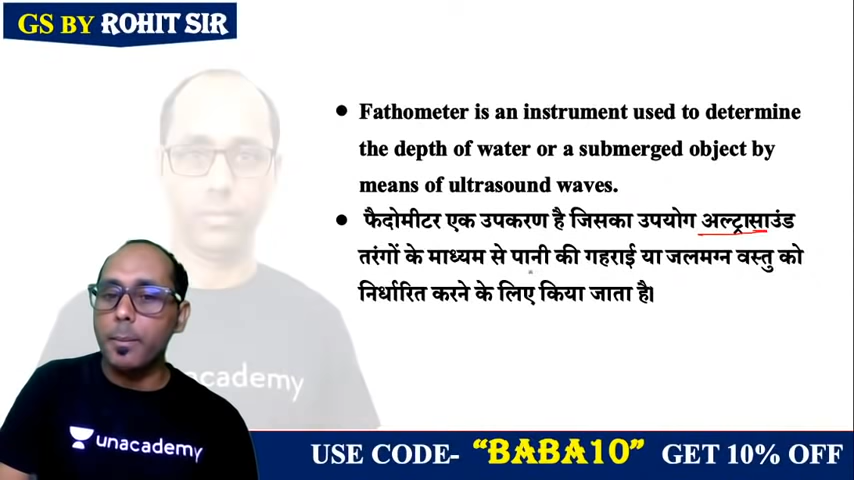 GS BY ROHIT SIR
• Fathometer is an instrument used to determine
the depth of water or a submerged object by
means of ultrasound waves.
• फैदोमीटर एक उपकरण है जिसका उपयोग अल्ट्रासाउंड
तरंगों के माध्यम से पानी की गहराई या जलमग्न वस्तु को
निर्धारित करने के लिए किया जाता है।
unacademy
unacademy
USE CODE- “BABA10” GET 10% OFF